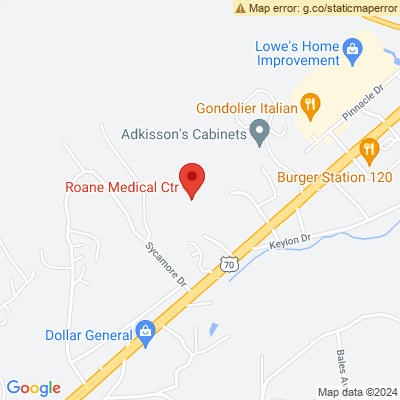 Map error: g.co/staticmaperror
Lowe's Home
Improvement
Pinnacle Dr
Gondolier Italian
Adkisson's Cabinets
Burger Station 120
Roane Medical Ctr
Keylon Dr
Sycamore Dr
70
Dollar General
Bales Av
Google
Map data ©2024